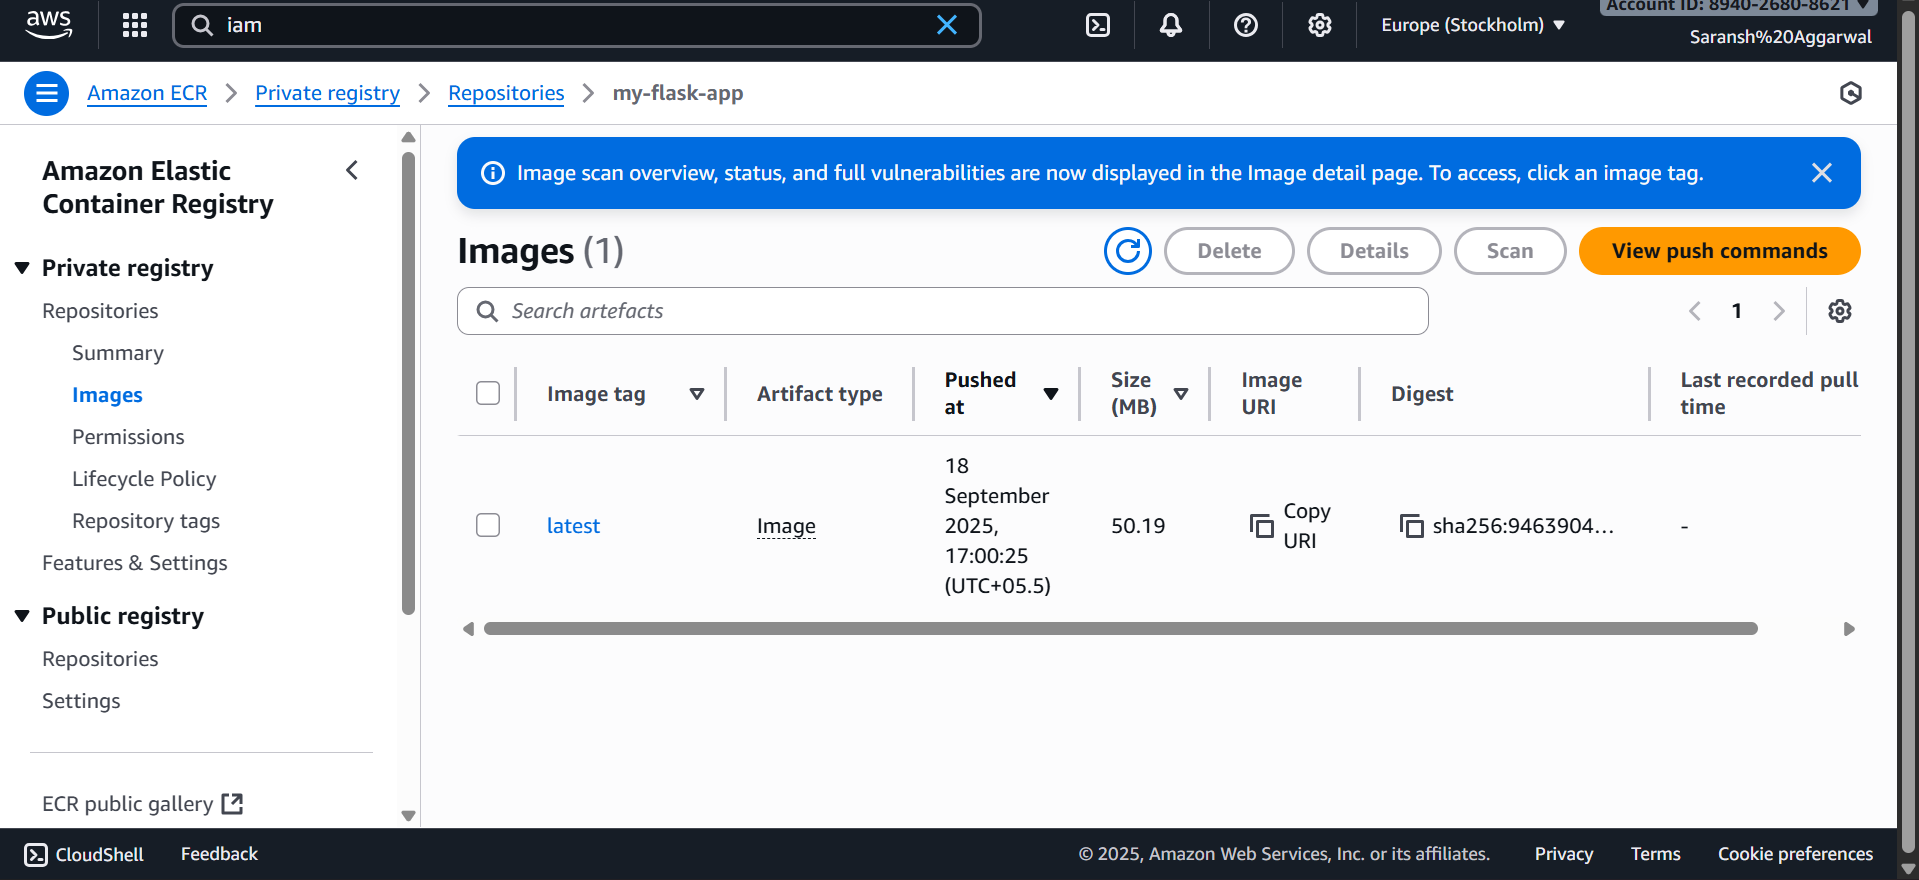 aws
iam
Europe (Stockholm)
Account ID: 8940-2680-8621
Saransh%20Aggarwal
Amazon ECR
Private registry
Repositories
my-flask-app
Amazon Elastic
Container Registry
Private registry
Repositories
Summary
Images
Permissions
Lifecycle Policy
Repository tags
Features & Settings
Public registry
Repositories
Settings
ECR public gallery
Image scan overview, status, and full vulnerabilities are now displayed in the Image detail page. To access, click an image tag.
Images (1)
Delete
Details
Scan
View push commands
Search artefacts
1
Image tag
Artifact type
Pushed
at
Size
(MB)
Image
URI
Digest
Last recorded pull
time
latest
Image
18
September
2025,
17:00:25
(UTC+05.5)
50.19
Copy
URI
sha256:9463904...
-
CloudShell
Feedback
© 2025, Amazon Web Services, Inc. or its affiliates.
Privacy
Terms
Cookie preferences